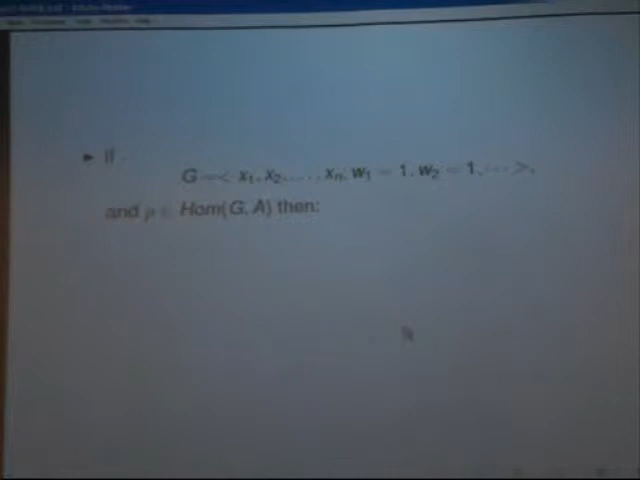 ► If
G =< x₁, x₂, ..., xₙ, w₁ = 1, w₂ = 1, ··· >,
and ρ ∈ Hom(G, A) then: